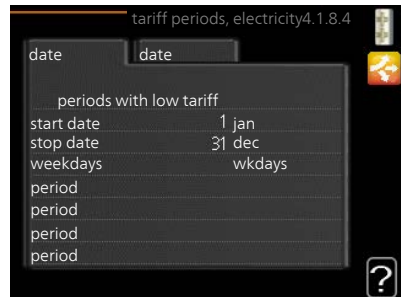 tariff periods, electricity4.1.8.4
date date
periods with low tariff
start date 1 jan
stop date 31 dec
weekdays wkdays
period
period
period
period
?